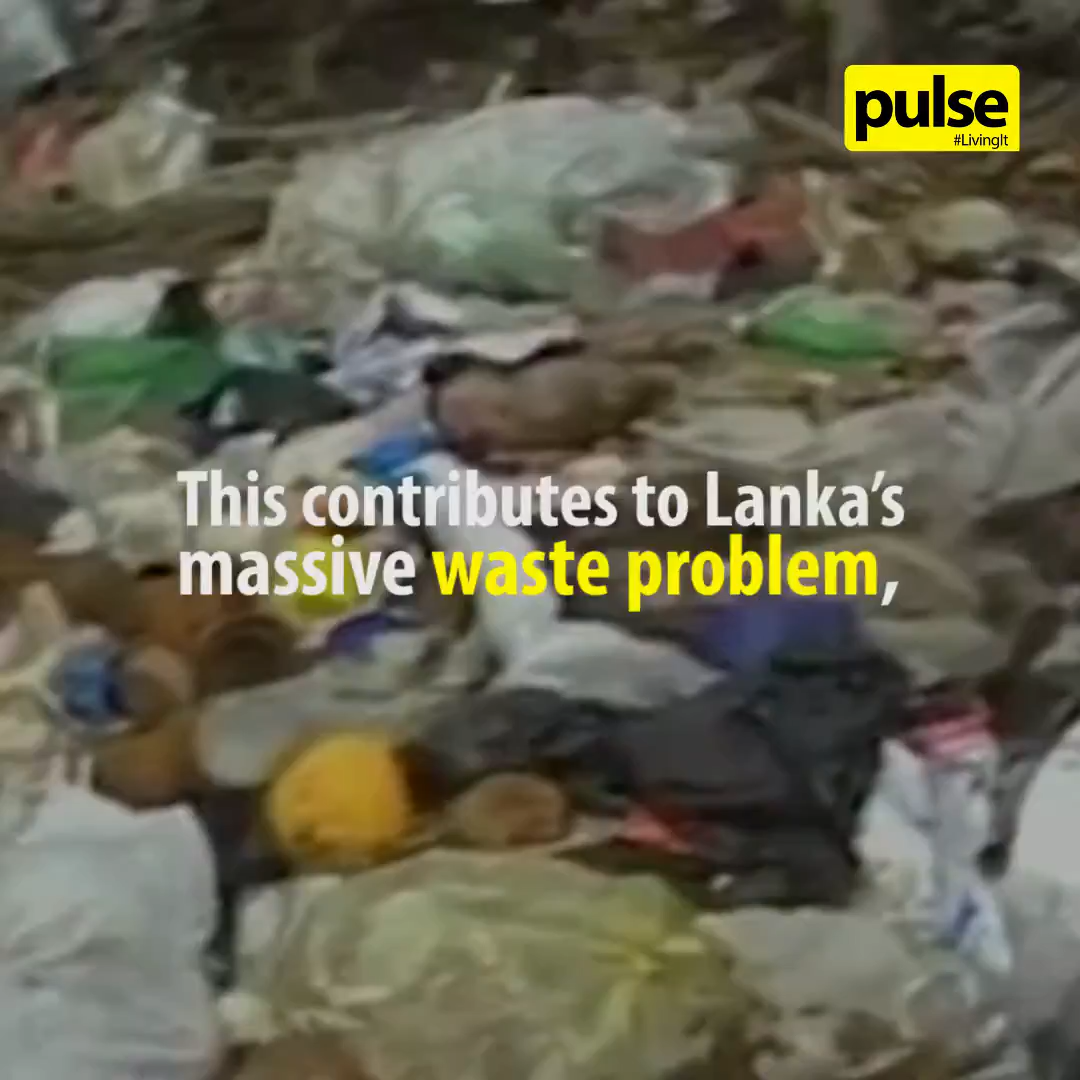 pulse
#LivingIt
This contributes to Lanka’s
massive waste problem,